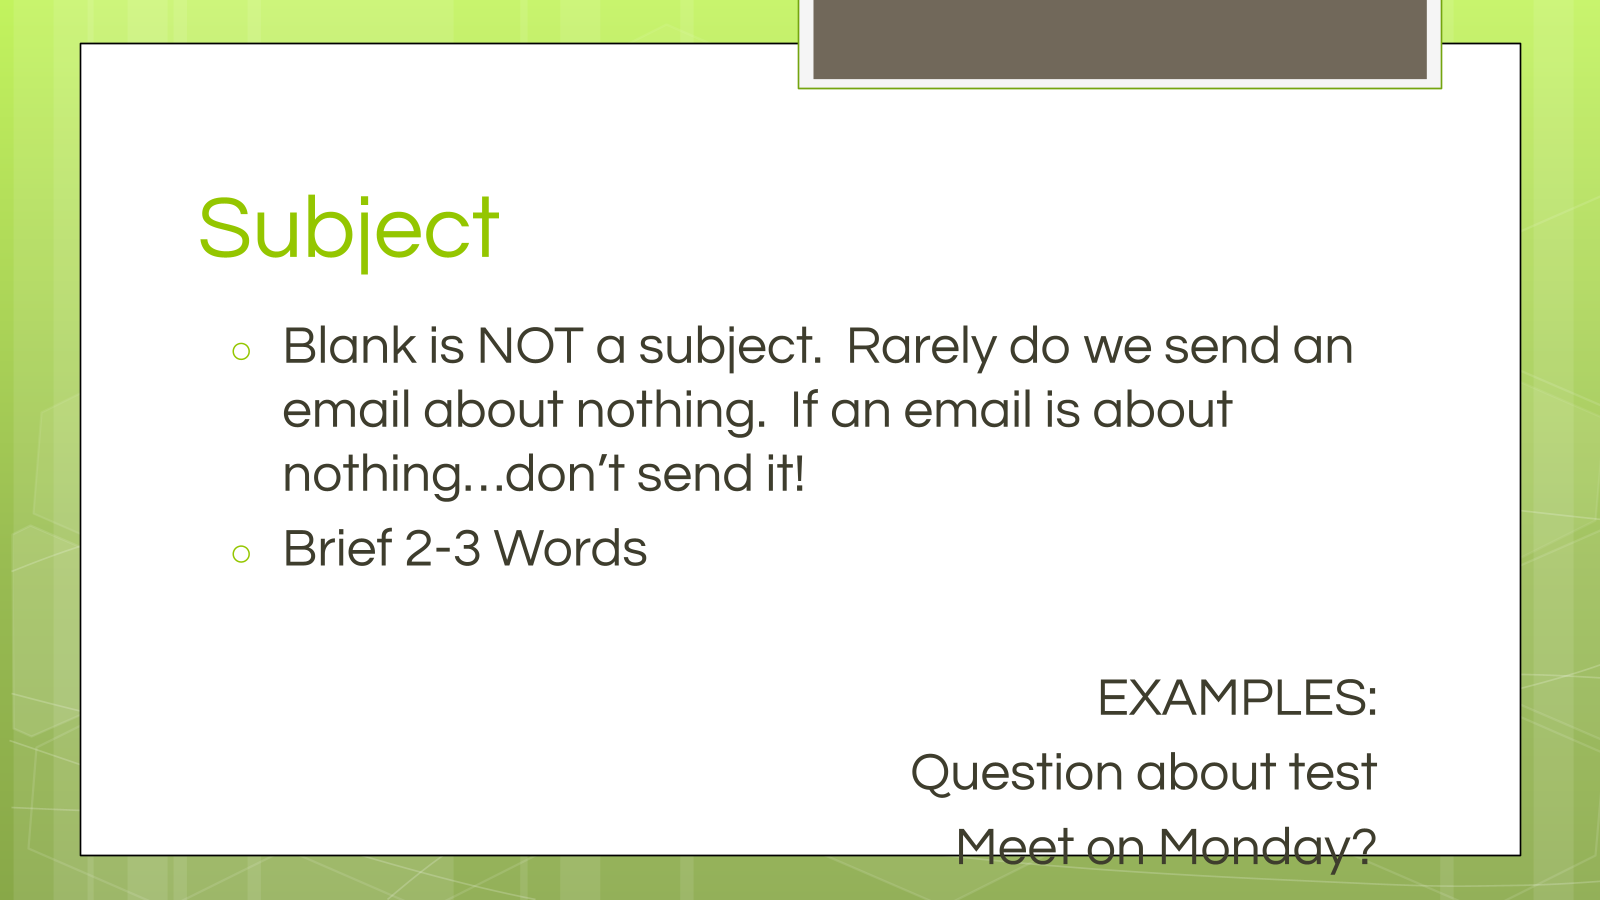 Subject
○ Blank is NOT a subject.  Rarely do we send an
email about nothing.  If an email is about
nothing…don’t send it!
○ Brief 2-3 Words
EXAMPLES:
Question about test
Meet on Monday?